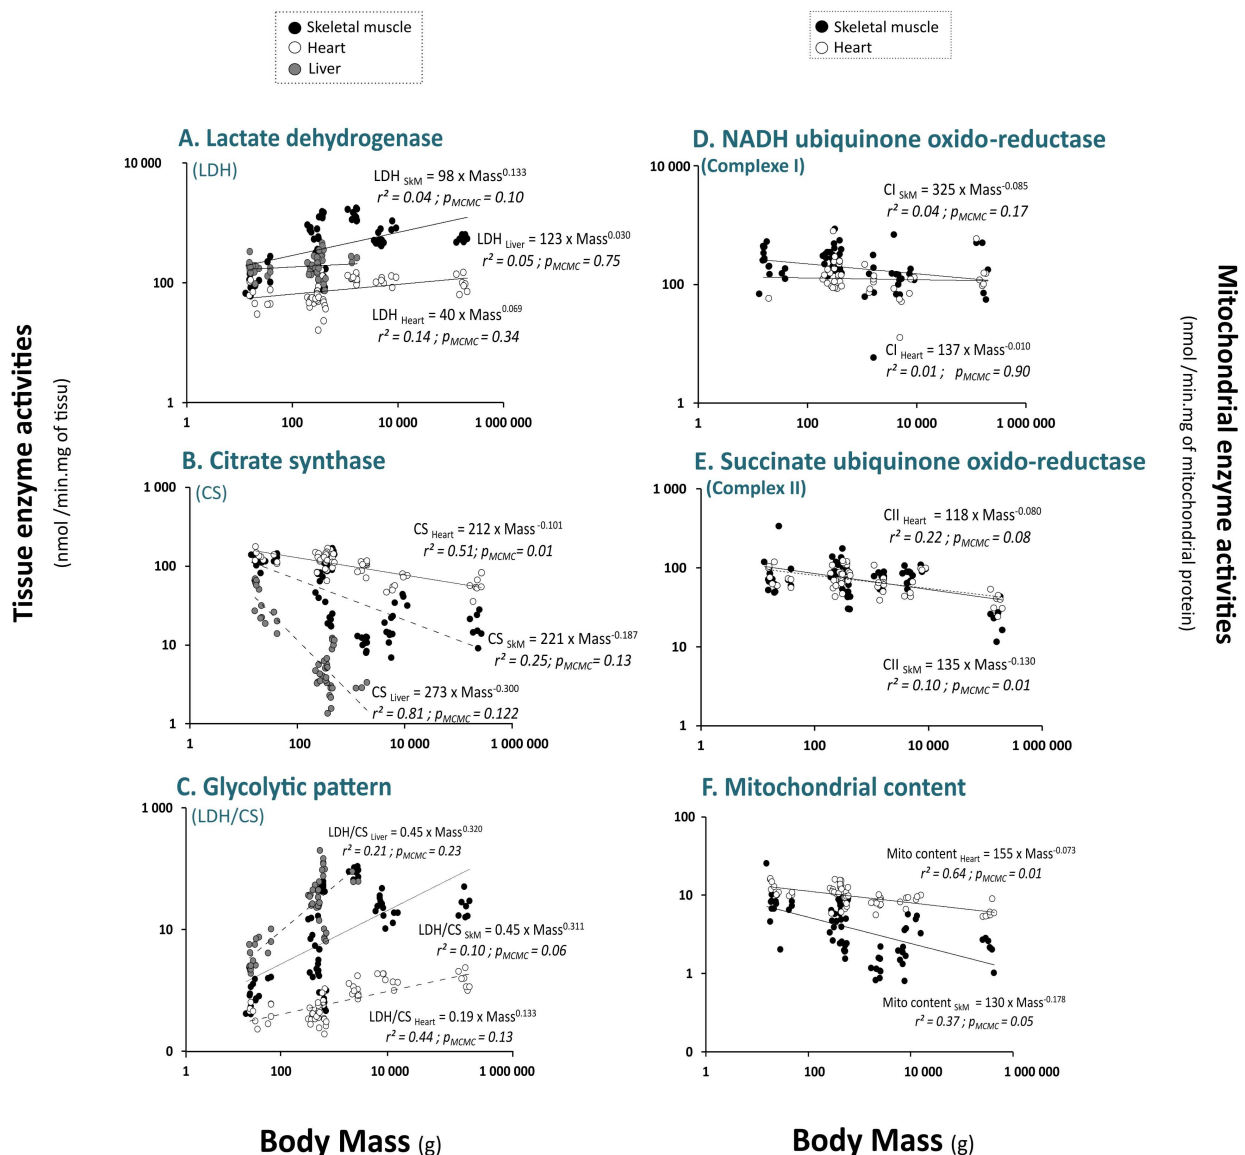 Skeletal muscle
Heart
Liver
Skeletal muscle
Heart
Tissue enzyme activities
(nmol /min.mg of tissu)
A. Lactate dehydrogenase
(LDH)
10 000
100
1
1 100 10 000 1 000 000
LDH SkM = 98 x Mass^0.133
r² = 0.04 ; pMCMC = 0.10
LDH Liver = 123 x Mass^0.030
r² = 0.05 ; pMCMC = 0.75
LDH Heart = 40 x Mass^0.069
r² = 0.14 ; pMCMC = 0.34
B. Citrate synthase
(CS)
1 000
100
10
1
1 100 10 000 1 000 000
CS Heart = 212 x Mass^-0.101
r² = 0.51; pMCMC = 0.01
CS SkM = 221 x Mass^-0.187
r² = 0.25; pMCMC = 0.13
CS Liver = 273 x Mass^-0.300
r² = 0.81 ; pMCMC = 0.122
C. Glycolytic pattern
(LDH/CS)
1 000
10
0
1 100 10 000 1 000 000
LDH/CS Liver = 0.45 x Mass^0.320
r² = 0.21 ; pMCMC = 0.23
LDH/CS SkM = 0.45 x Mass^0.311
r² = 0.10 ; pMCMC = 0.06
LDH/CS Heart = 0.19 x Mass^0.133
r² = 0.44 ; pMCMC = 0.13
Body Mass (g)
D. NADH ubiquinone oxido-reductase
(Complexe I)
10 000
100
1
1 100 10 000 1 000 000
CI SkM = 325 x Mass^-0.085
r² = 0.04 ; pMCMC = 0.17
CI Heart = 137 x Mass^-0.010
r² = 0.01 ; pMCMC = 0.90
E. Succinate ubiquinone oxido-reductase
(Complex II)
1 000
100
10
1
1 100 10 000 1 000 000
CII Heart = 118 x Mass^-0.080
r² = 0.22 ; pMCMC = 0.08
CII SkM = 135 x Mass^-0.130
r² = 0.10 ; pMCMC = 0.01
F. Mitochondrial content
100
10
1
0
1 100 10 000 1 000 000
Mito content Heart = 155 x Mass^-0.073
r² = 0.64 ; pMCMC = 0.01
Mito content SkM = 130 x Mass^-0.178
r² = 0.37 ; pMCMC = 0.05
Body Mass (g)
Mitochondrial enzyme activities
(nmol /min.mg of mitochondrial protein)